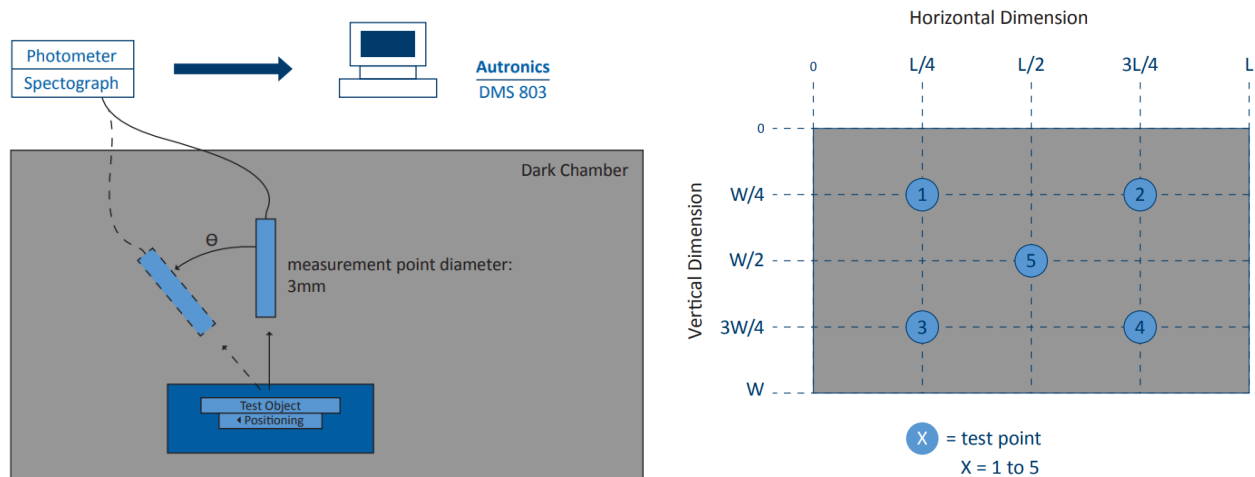 Photometer
Spectograph
Autronics
DMS 803
Dark Chamber
Θ
measurement point diameter:
3mm
Test Object
Positioning
Horizontal Dimension
0
L/4
L/2
3L/4
L
Vertical Dimension
0
W/4
W/2
3W/4
W
1
2
5
3
4
X = test point
X = 1 to 5